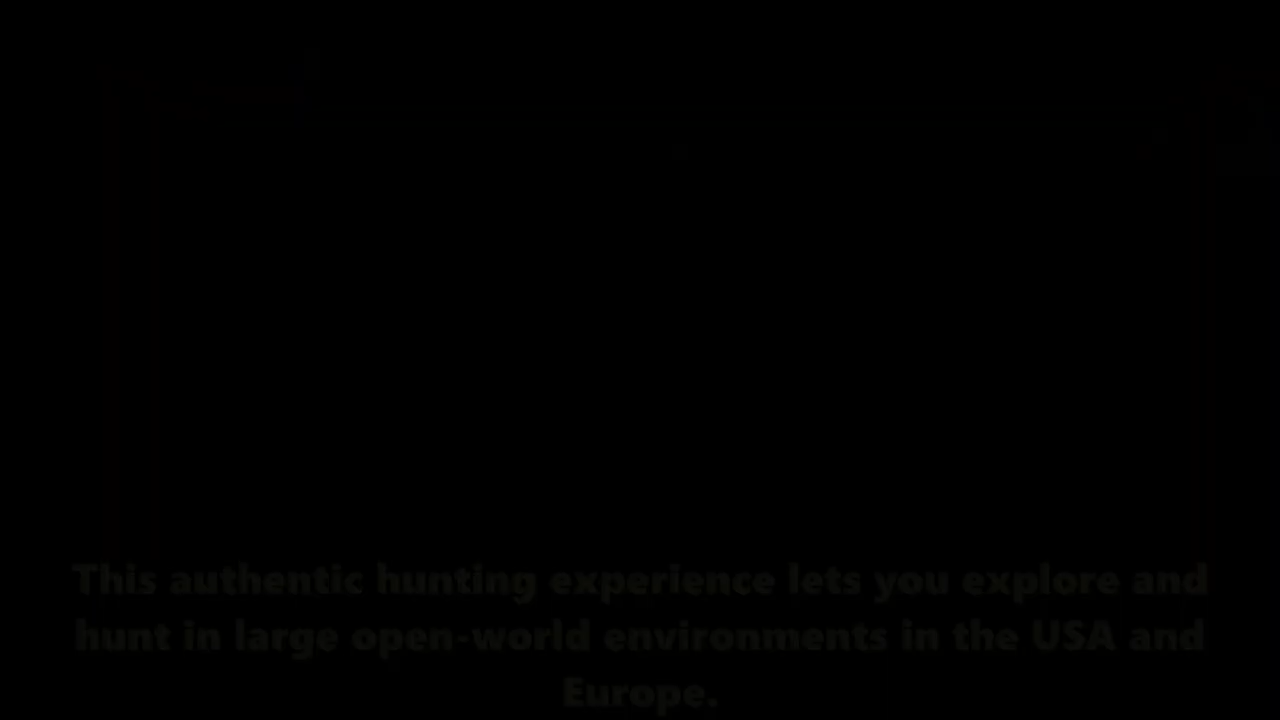 This authentic hunting experience lets you explore and
hunt in large open-world environments in the USA and
Europe.